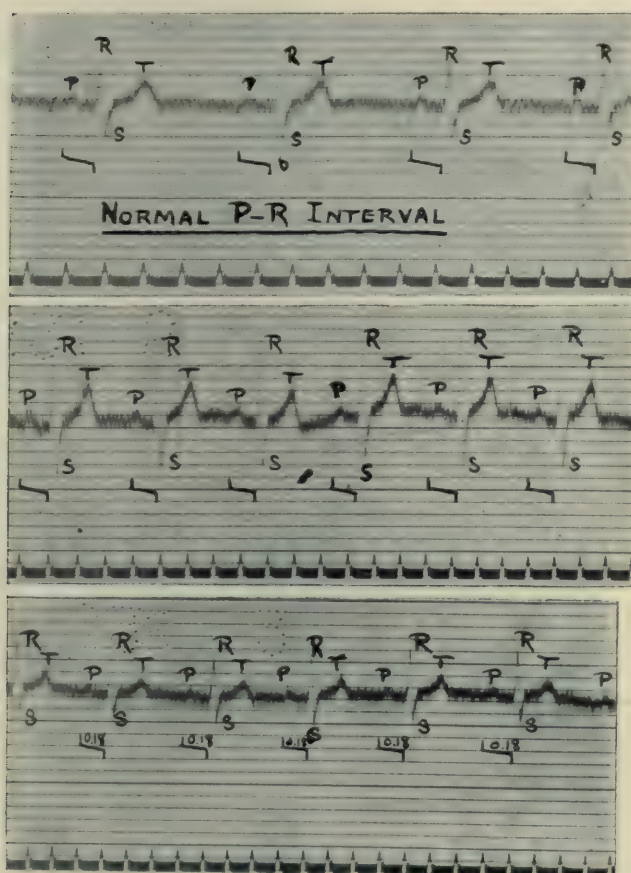 R R R R
P T P T P T P
S S S S
NORMAL P-R INTERVAL
R R R R R R
T T T T T T
P P P P P P
S S S S S S
R R R R R R
T P T P T P T P T P T P
S S S S S S
0.18 0.18 0.18 0.18 0.18